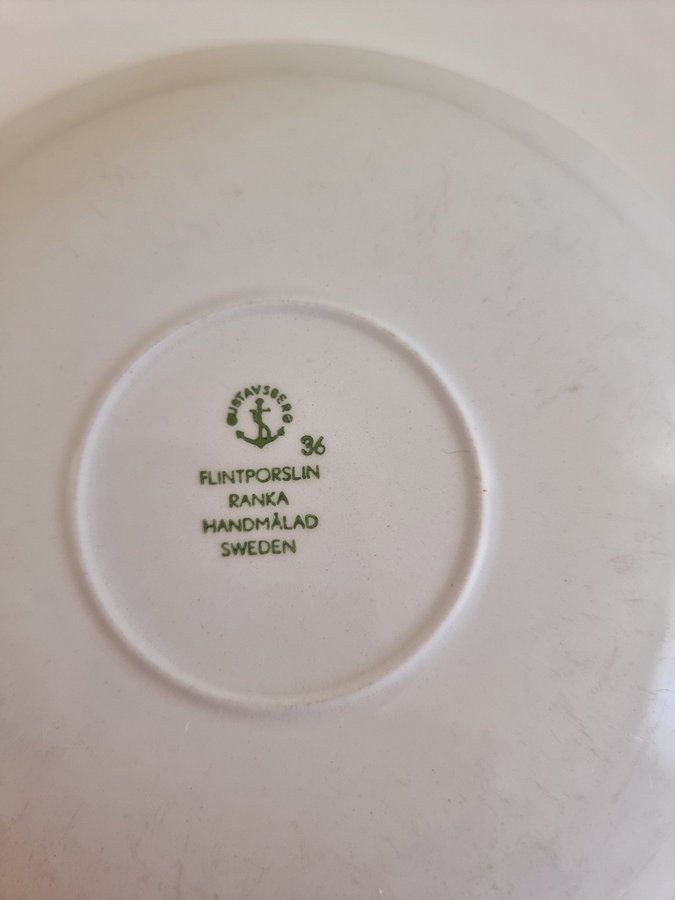 GUSTAVSBERG
36
FLINTPORSLIN
RANKA
HANDMÅLAD
SWEDEN